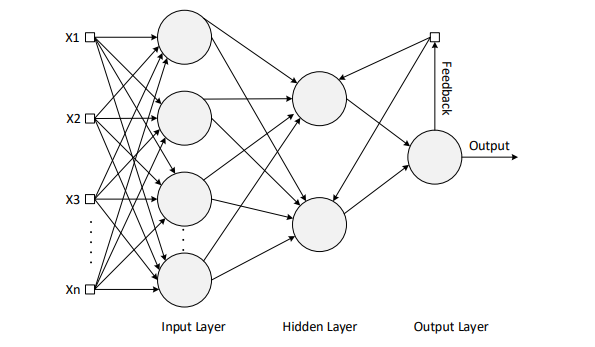 X1
X2
X3
Xn
Feedback
Output
Input Layer
Hidden Layer
Output Layer